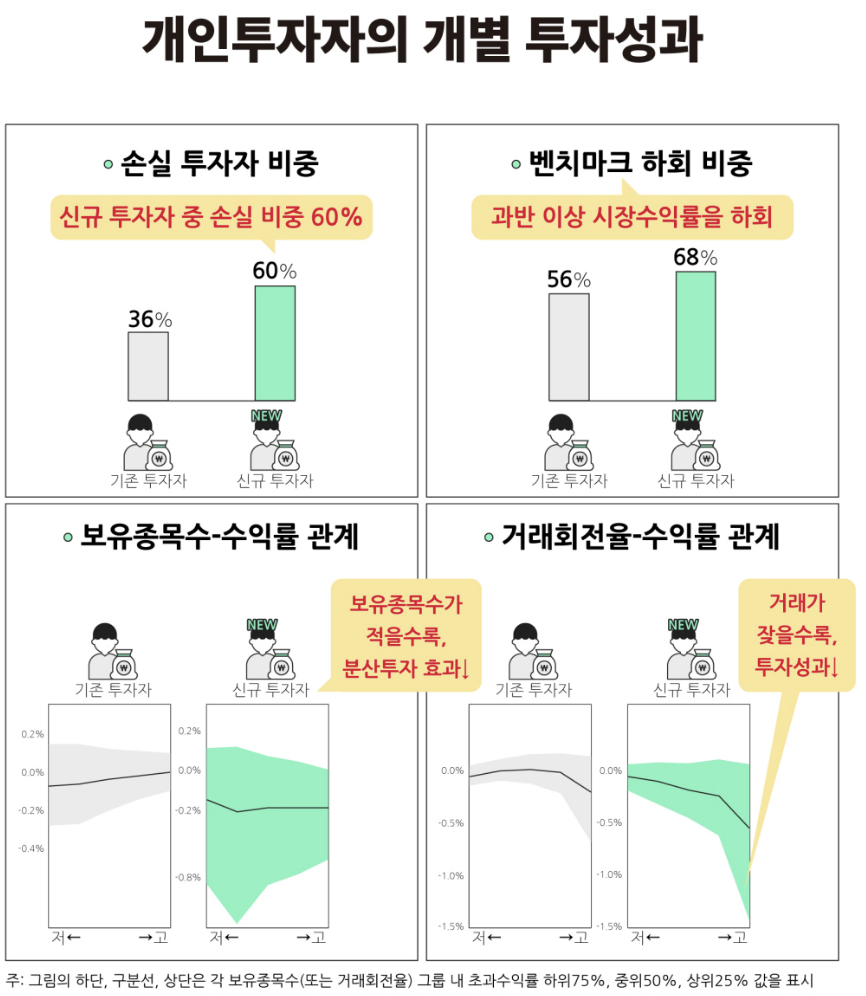 개인투자자의 개별 투자성과
손실 투자자 비중
신규 투자자 중 손실 비중 60%
60%
36%
NEW
₩
₩
기존 투자자
신규 투자자
벤치마크 하회 비중
과반 이상 시장수익률을 하회
68%
56%
NEW
₩
₩
기존 투자자
신규 투자자
보유종목수-수익률 관계
보유종목수가
적을수록,
분산투자 효과↓
NEW
₩
₩
기존 투자자
신규 투자자
0.2%
0.0%
-0.2%
-0.4%
저← →고
0.2%
0.0%
-0.2%
-0.8%
저← →고
거래회전율-수익률 관계
거래가
잦을수록,
투자성과↓
NEW
₩
₩
기존 투자자
신규 투자자
0.0%
-0.5%
-1.0%
-1.5%
저← →고
0.0%
-0.5%
-1.0%
-1.5%
저← →고
주: 그림의 하단, 구분선, 상단은 각 보유종목수(또는 거래회전율) 그룹 내 초과수익률 하위75%, 중위50%, 상위25% 값을 표시